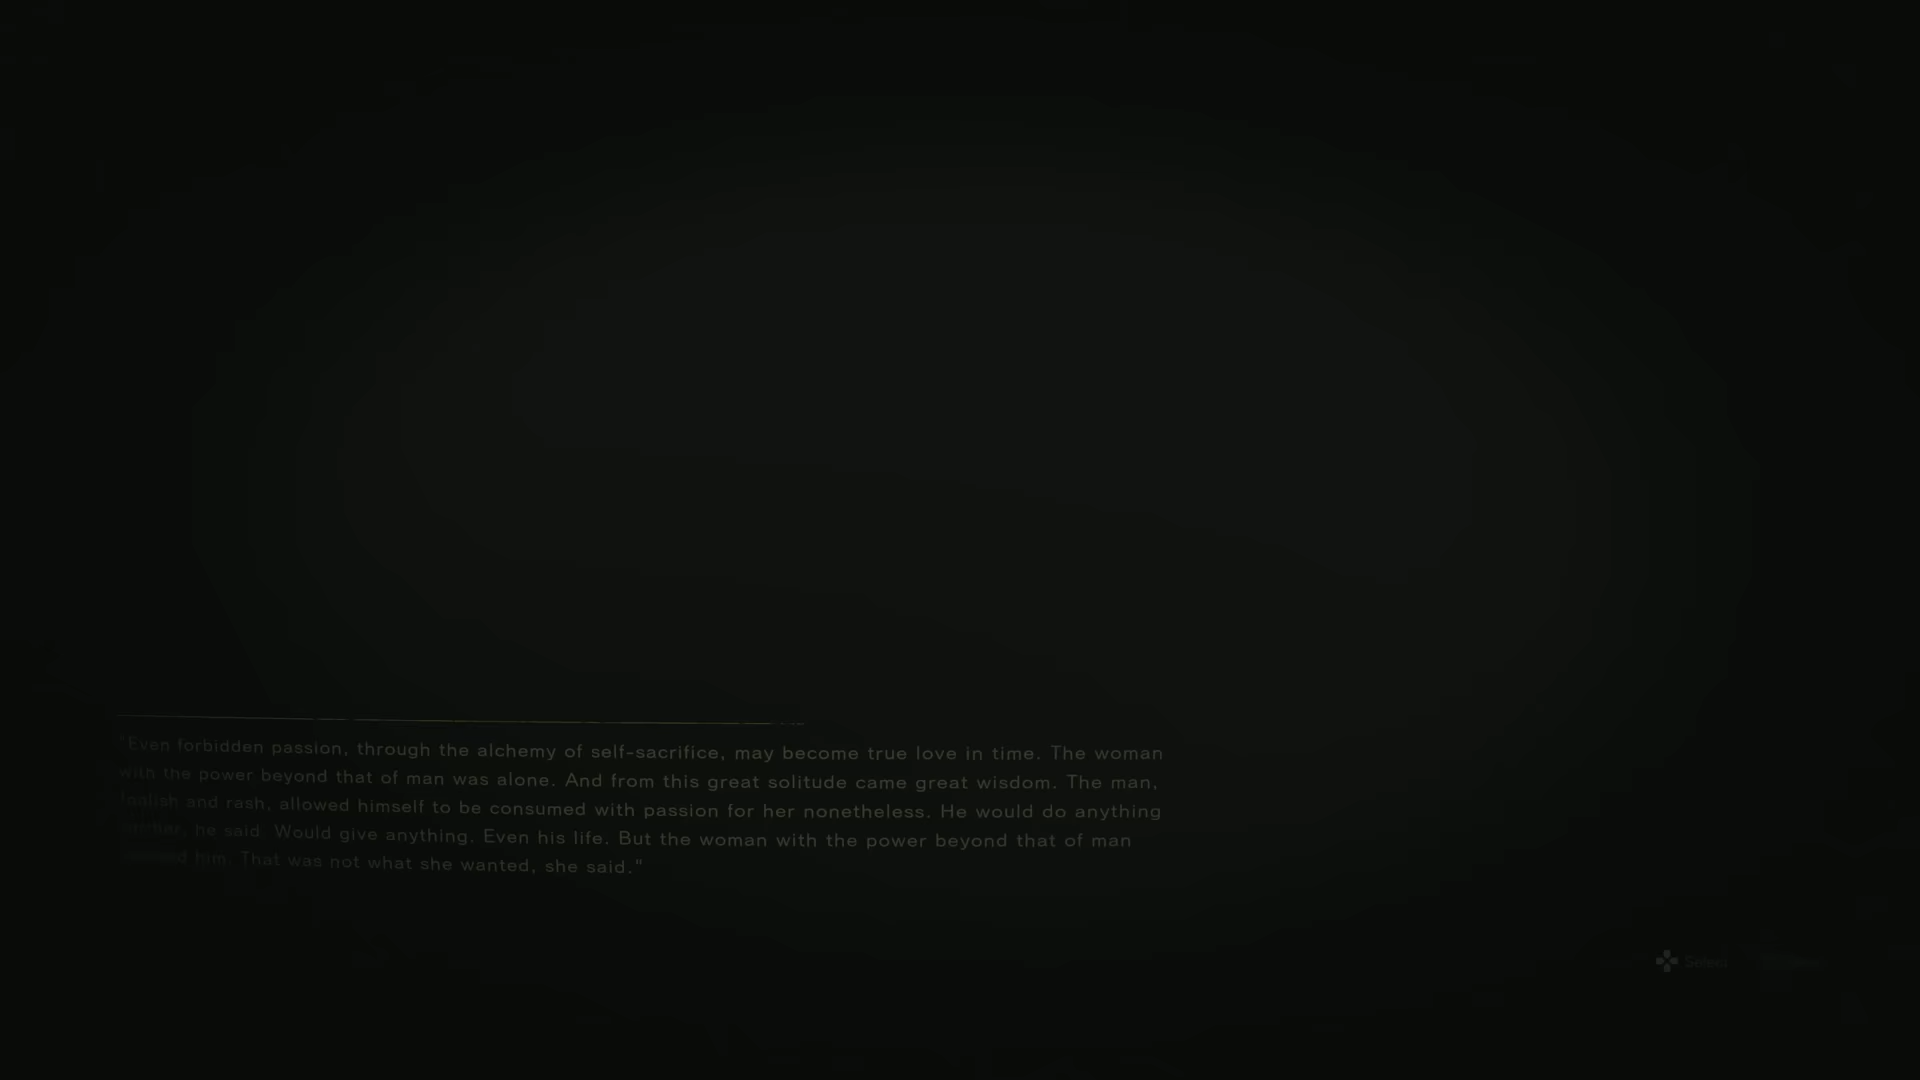 "Even forbidden passion, through the alchemy of self-sacrifice, may become true love in time. The woman
with the power beyond that of man was alone. And from this great solitude came great wisdom. The man,
foolish and rash, allowed himself to be consumed with passion for her nonetheless. He would do anything
he said. Would give anything. Even his life. But the woman with the power beyond that of man
him. That was not what she wanted, she said."
Select